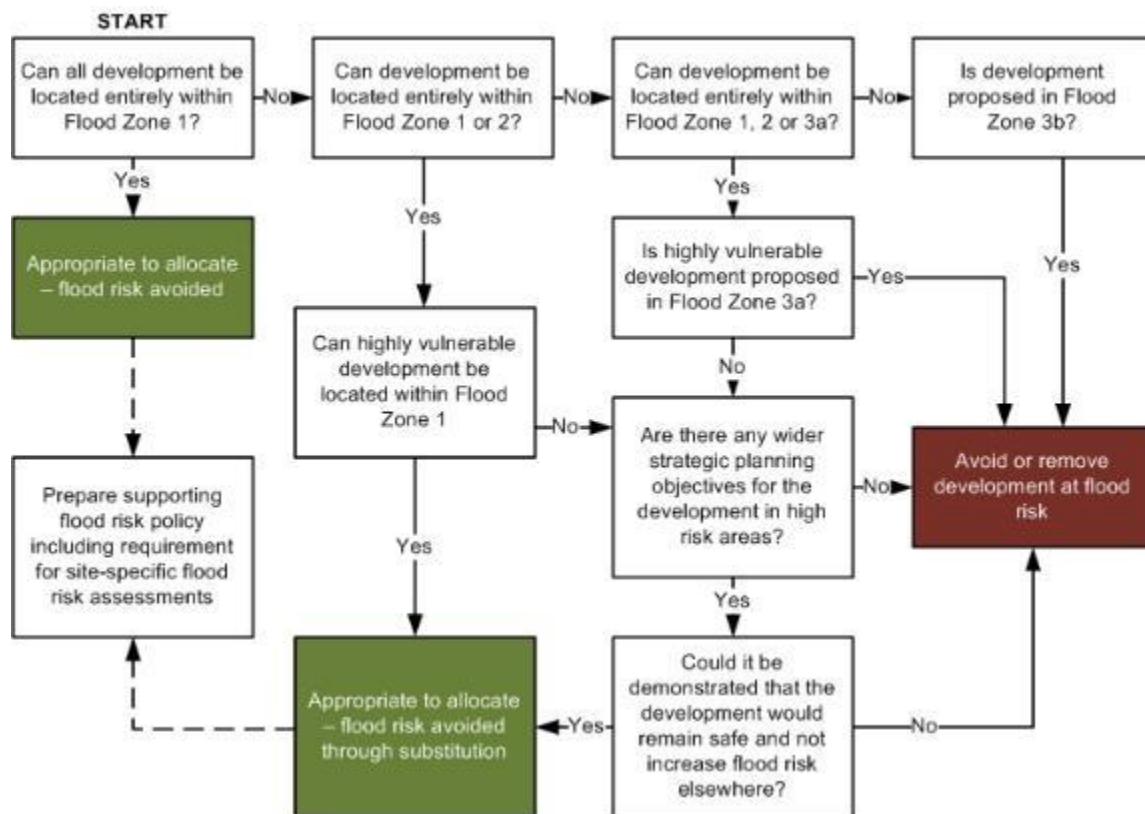 START
Can all development be
located entirely within
Flood Zone 1?
No
Can development be
located entirely within
Flood Zone 1 or 2?
No
Can development be
located entirely within
Flood Zone 1, 2 or 3a?
No
Is development
proposed in Flood
Zone 3b?
Yes
Yes
Yes
Yes
Appropriate to allocate
– flood risk avoided
Is highly vulnerable
development proposed
in Flood Zone 3a?
Yes
No
Can highly vulnerable
development be
located within Flood
Zone 1
No
Yes
Are there any wider
strategic planning
objectives for the
development in high
risk areas?
No
Yes
Avoid or remove
development at flood
risk
Prepare supporting
flood risk policy
including requirement
for site-specific flood
risk assessments
Appropriate to allocate
– flood risk avoided
through substitution
Yes
Could it be
demonstrated that the
development would
remain safe and not
increase flood risk
elsewhere?
No